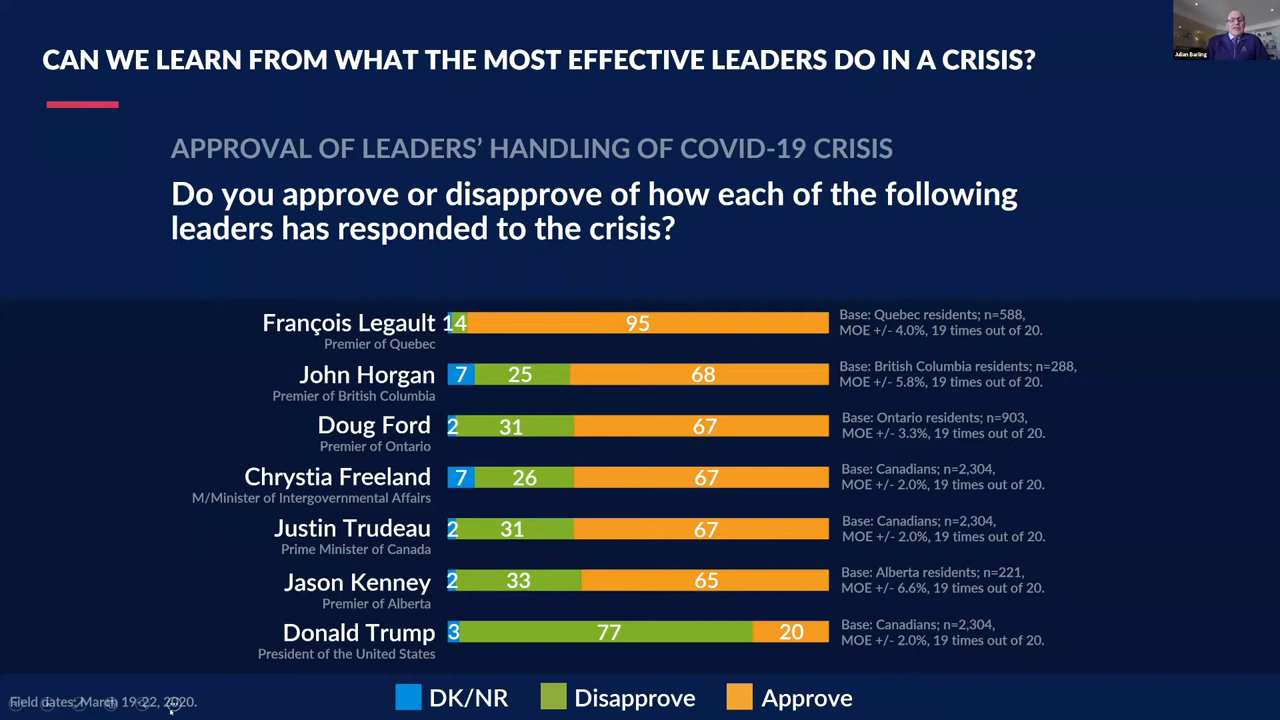 CAN WE LEARN FROM WHAT THE MOST EFFECTIVE LEADERS DO IN A CRISIS?
Julian Barling
APPROVAL OF LEADERS’ HANDLING OF COVID-19 CRISIS
Do you approve or disapprove of how each of the following
leaders has responded to the crisis?
François Legault 1 4 95
Premier of Quebec
Base: Quebec residents; n=588,
MOE +/- 4.0%, 19 times out of 20.
John Horgan 7 25 68
Premier of British Columbia
Base: British Columbia residents; n=288,
MOE +/- 5.8%, 19 times out of 20.
Doug Ford 2 31 67
Premier of Ontario
Base: Ontario residents; n=903,
MOE +/- 3.3%, 19 times out of 20.
Chrystia Freeland 7 26 67
M/Minister of Intergovernmental Affairs
Base: Canadians; n=2,304,
MOE +/- 2.0%, 19 times out of 20.
Justin Trudeau 2 31 67
Prime Minister of Canada
Base: Canadians; n=2,304,
MOE +/- 2.0%, 19 times out of 20.
Jason Kenney 2 33 65
Premier of Alberta
Base: Alberta residents; n=221,
MOE +/- 6.6%, 19 times out of 20.
Donald Trump 3 77 20
President of the United States
Base: Canadians; n=2,304,
MOE +/- 2.0%, 19 times out of 20.
DK/NR Disapprove Approve
Field dates: March 19-22, 2020.